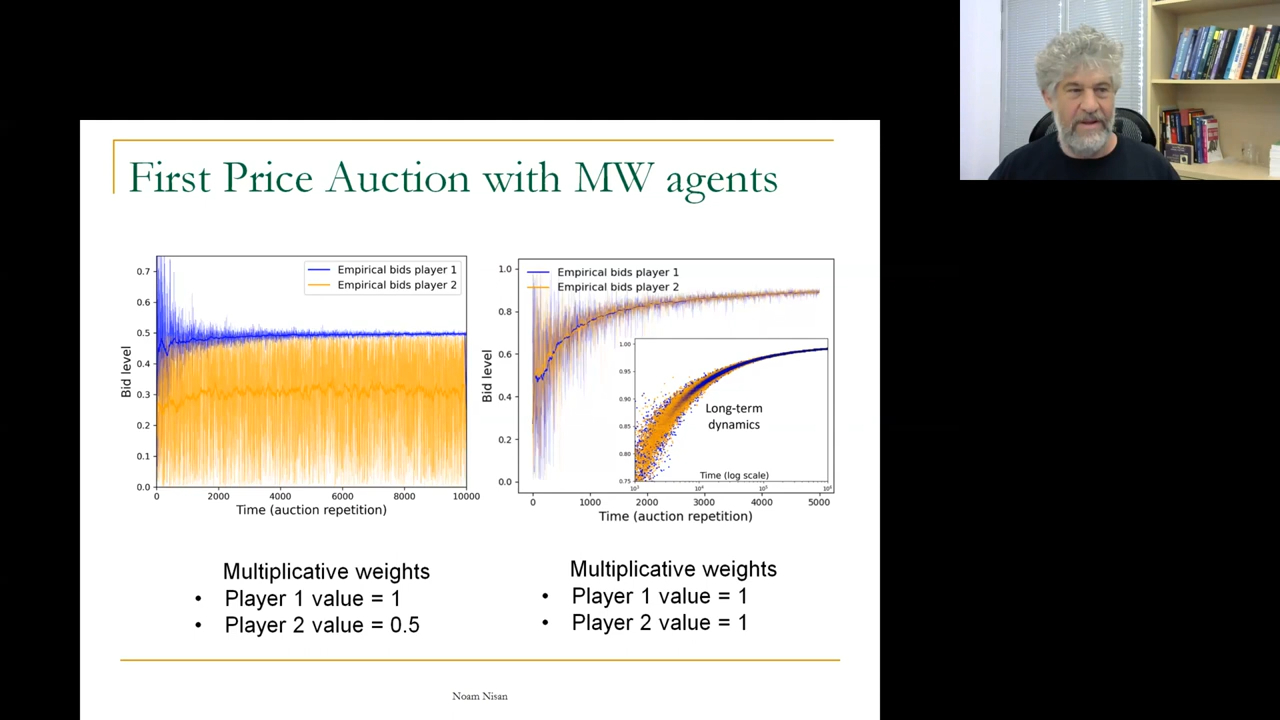 First Price Auction with MW agents
Empirical bids player 1
Empirical bids player 2
0.7
0.6
0.5
0.4
0.3
0.2
0.1
0.0
Bid level
0
2000
4000
6000
8000
10000
Time (auction repetition)
Empirical bids player 1
Empirical bids player 2
1.0
0.8
0.6
0.4
0.2
0.0
Bid level
1.00
0.95
0.90
0.85
0.80
0.75
Long-term
dynamics
Time (log scale)
10³
10⁴
10⁵
10⁶
0
1000
2000
3000
4000
5000
Time (auction repetition)
Multiplicative weights
• Player 1 value = 1
• Player 2 value = 0.5
Multiplicative weights
• Player 1 value = 1
• Player 2 value = 1
Noam Nisan